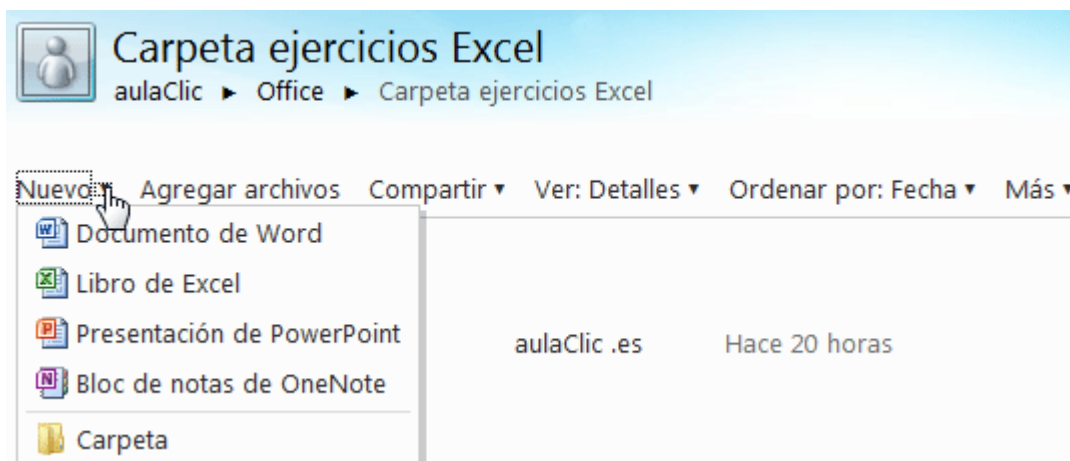 Carpeta ejercicios Excel
aulaClic ► Office ► Carpeta ejercicios Excel
Nuevo ▾ Agregar archivos Compartir ▾ Ver: Detalles ▾ Ordenar por: Fecha ▾ Más ▾
Documento de Word
Libro de Excel
Presentación de PowerPoint
aulaClic .es Hace 20 horas
Bloc de notas de OneNote
Carpeta